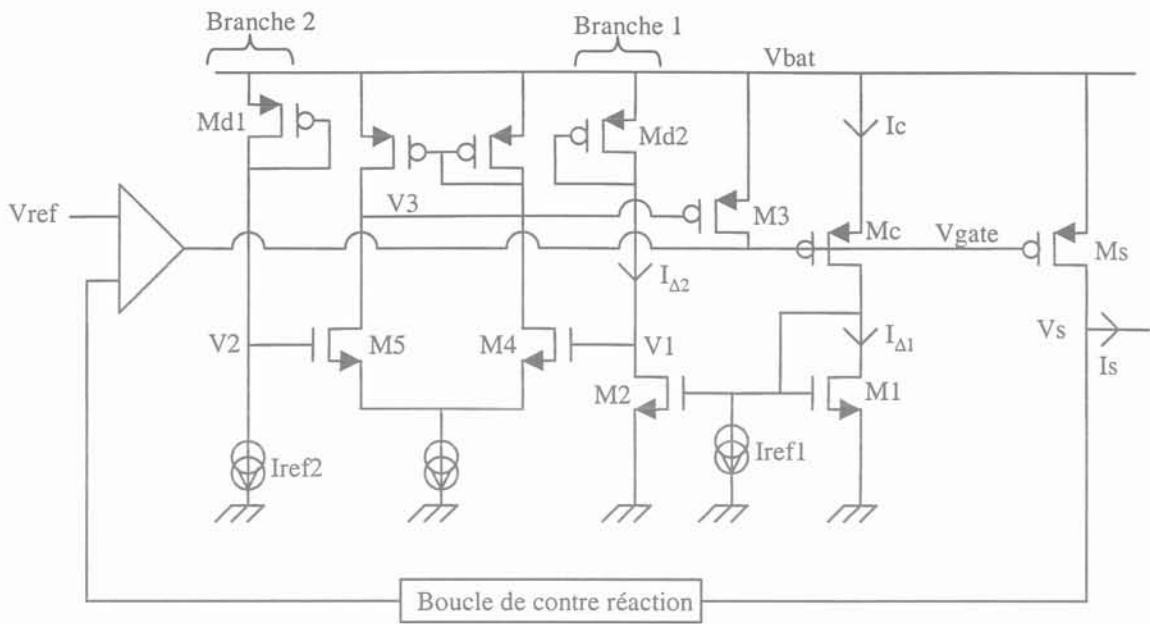 Branche 2
Branche 1
Vbat
Md1
Md2
Ic
Vref
V3
M3
Mc
Vgate
Ms
IΔ2
V2
M5
M4
V1
IΔ1
Vs
Is
M2
M1
Iref2
Iref1
Boucle de contre réaction